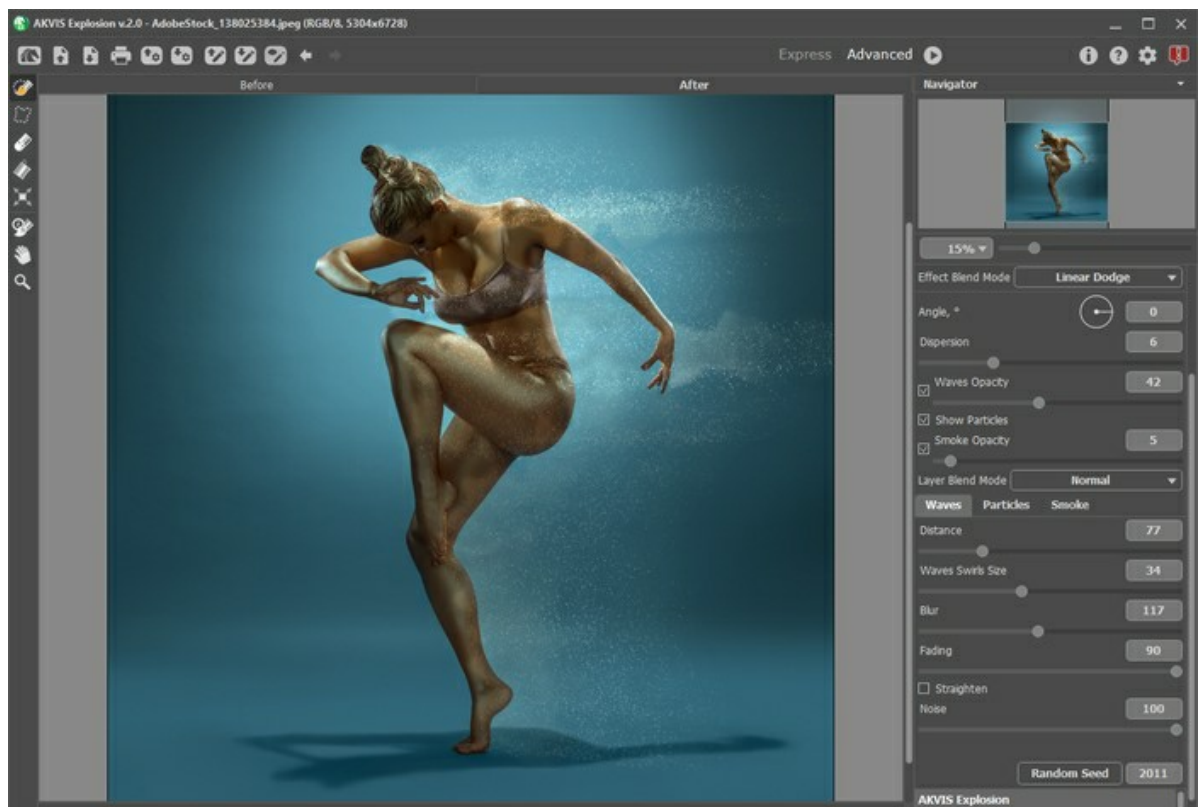 AKVIS Explosion v.2.0 - AdobeStock_138025384.jpeg (RGB/8, 5304x6728)
Express Advanced
Before After
Navigator
15%
Effect Blend Mode Linear Dodge
Angle, ° 0
Dispersion 6
Waves Opacity 42
Show Particles
Smoke Opacity 5
Layer Blend Mode Normal
Waves Particles Smoke
Distance 77
Waves Swirls Size 34
Blur 117
Fading 90
Straighten
Noise 100
Random Seed 2011
AKVIS Explosion